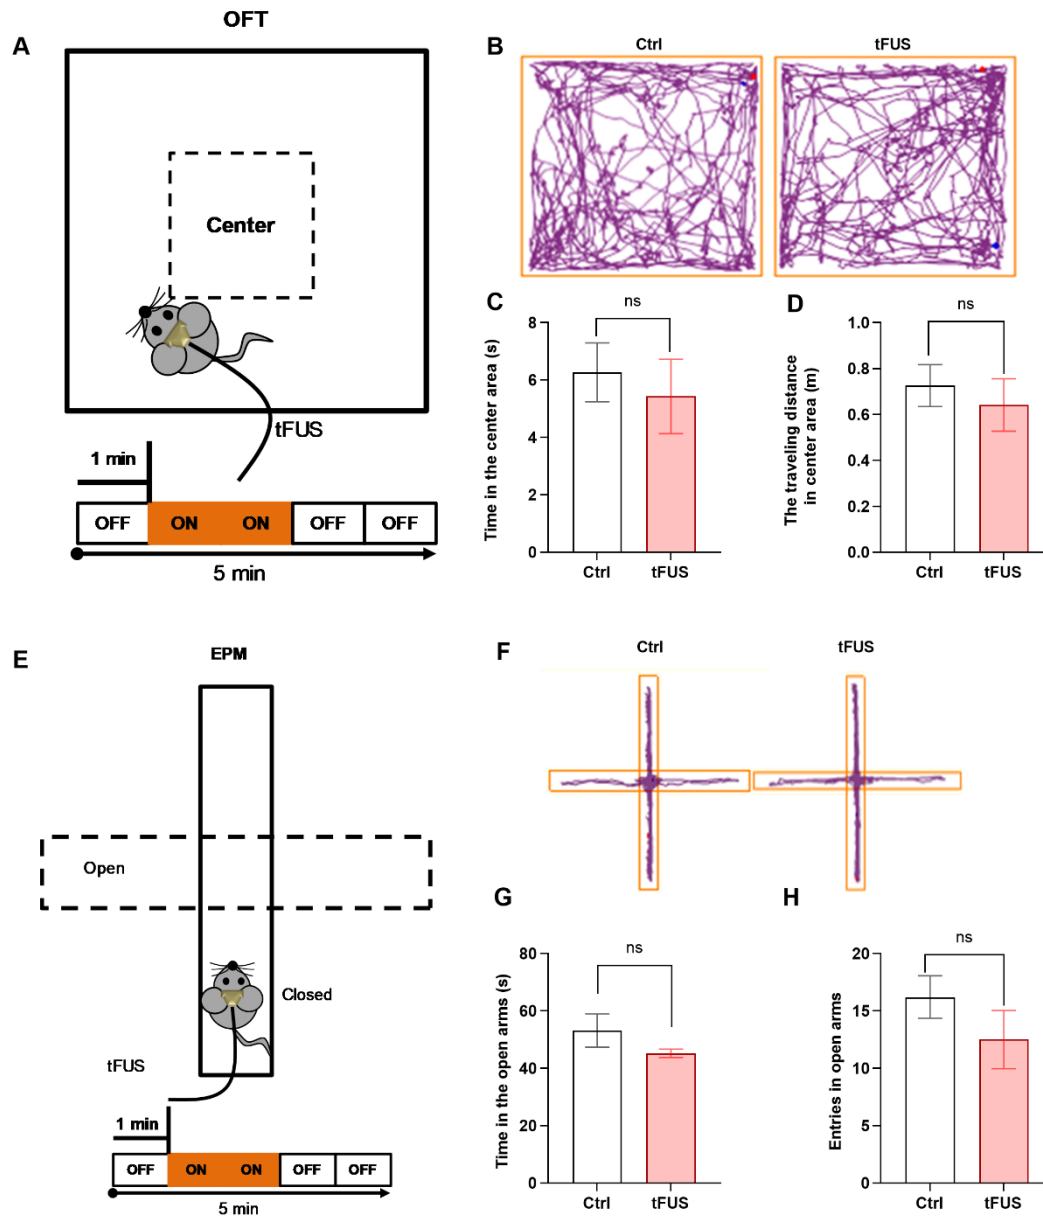 OFT
A
Center
tFUS
1 min
OFF ON ON OFF OFF
5 min
B
Ctrl tFUS
C
ns
Time in the center area (s)
8
6
4
2
0
Ctrl tFUS
D
ns
The traveling distance
in center area (m)
1.0
0.8
0.6
0.4
0.2
0.0
Ctrl tFUS
E
EPM
Open
Closed
tFUS
1 min
OFF ON ON OFF OFF
5 min
F
Ctrl tFUS
G
ns
Time in the open arms (s)
80
60
40
20
0
Ctrl tFUS
H
ns
Entries in open arms
20
15
10
5
0
Ctrl tFUS